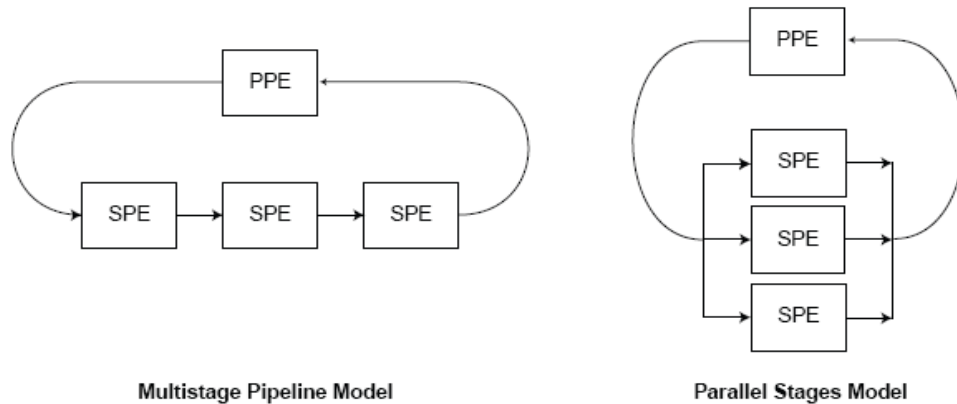 PPE
SPE
SPE
SPE
Multistage Pipeline Model
PPE
SPE
SPE
SPE
Parallel Stages Model